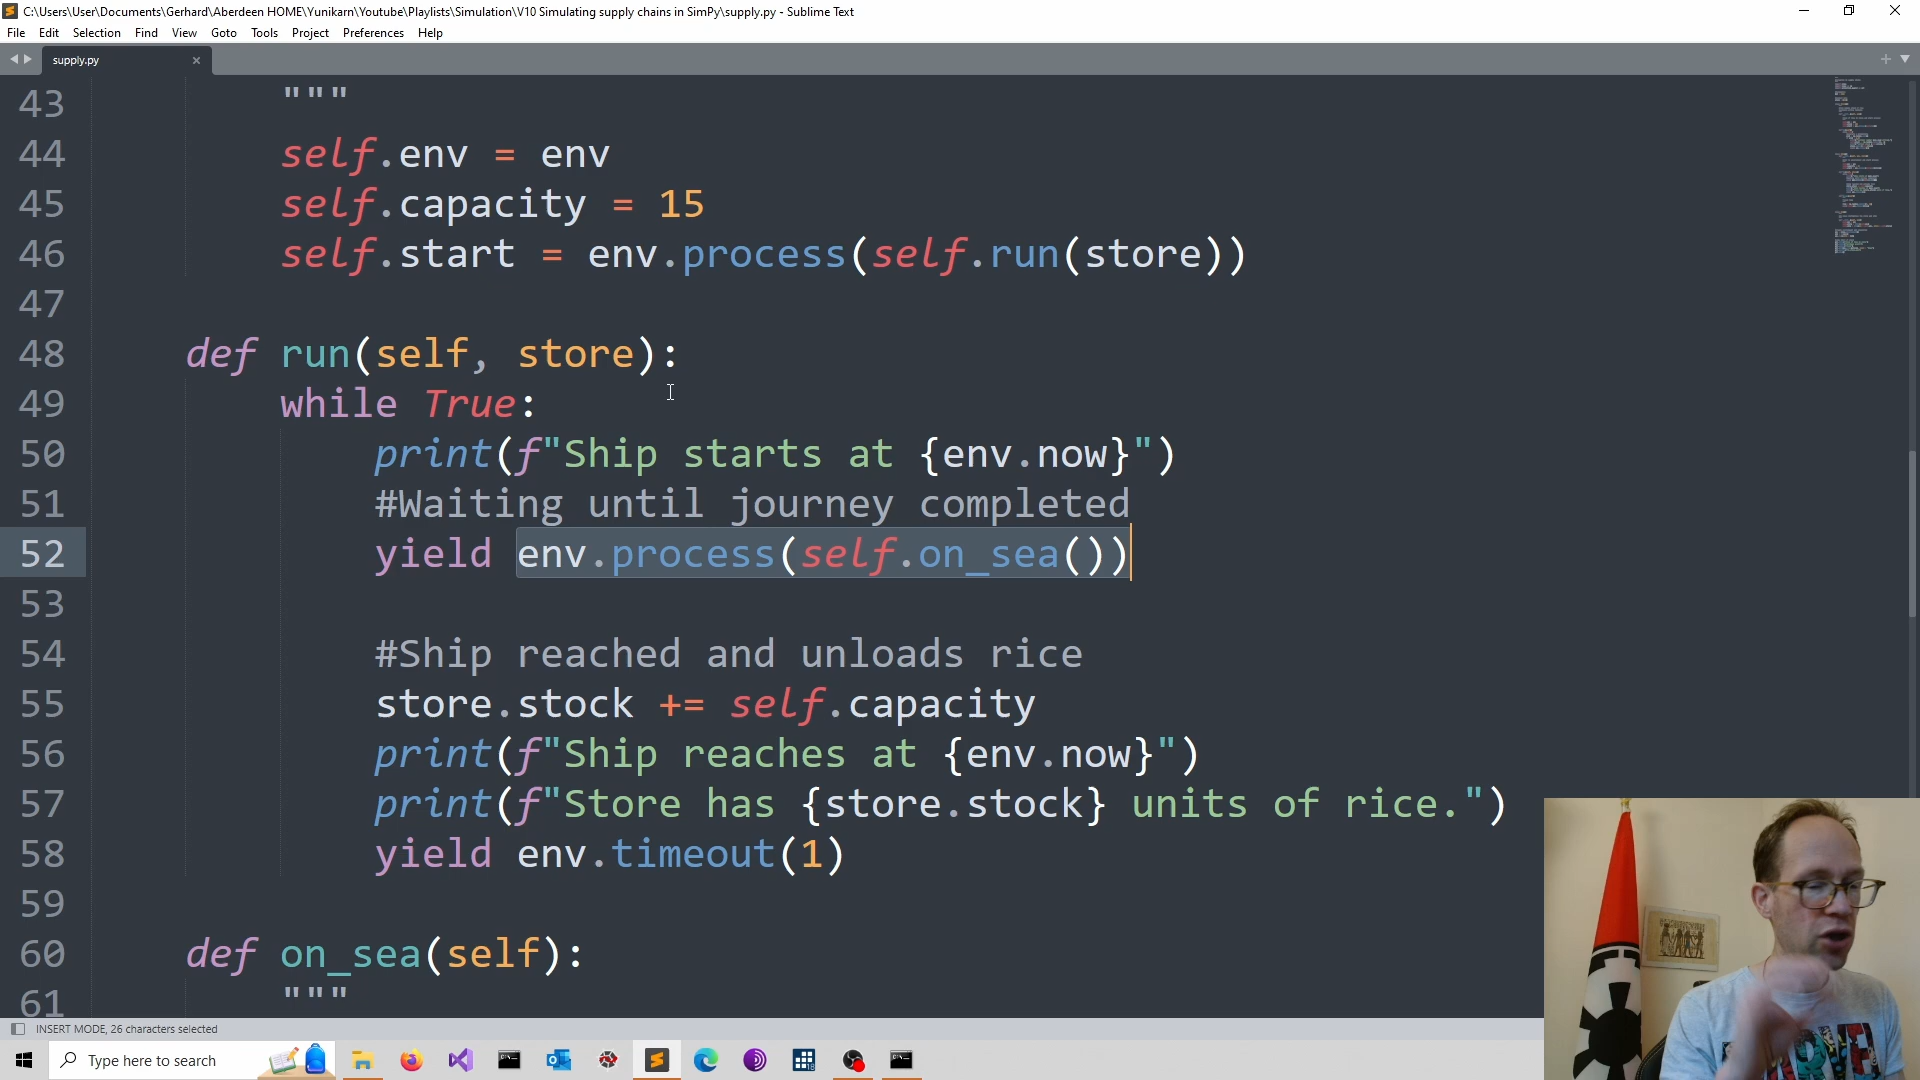 C:\Users\User\Documents\Gerhard\Aberdeen HOME\Yunikarn\Youtube\Playlists\Simulation\V10 Simulating supply chains in SimPy\supply.py - Sublime Text
File Edit Selection Find View Goto Tools Project Preferences Help
supply.py
43 """
44 self.env = env
45 self.capacity = 15
46 self.start = env.process(self.run(store))
47
48 def run(self, store):
49 while True:
50 print(f"Ship starts at {env.now}")
51 #Waiting until journey completed
52 yield env.process(self.on_sea())
53
54 #Ship reached and unloads rice
55 store.stock += self.capacity
56 print(f"Ship reaches at {env.now}")
57 print(f"Store has {store.stock} units of rice.")
58 yield env.timeout(1)
59
60 def on_sea(self):
61 """
INSERT MODE, 26 characters selected
Type here to search